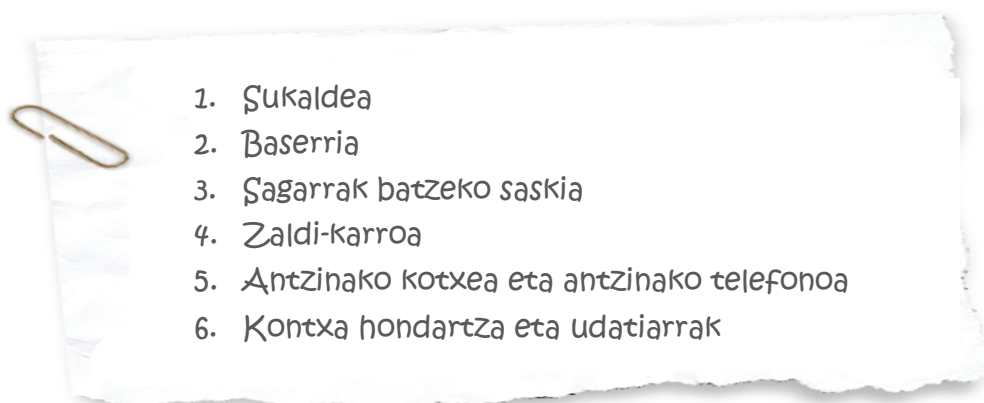 1. Sukaldea
2. Baserria
3. Sagarrak batzeko saskia
4. Zaldi-karroa
5. Antzinako kotxea eta antzinako telefonoa
6. Kontxa hondartza eta udatiarrak